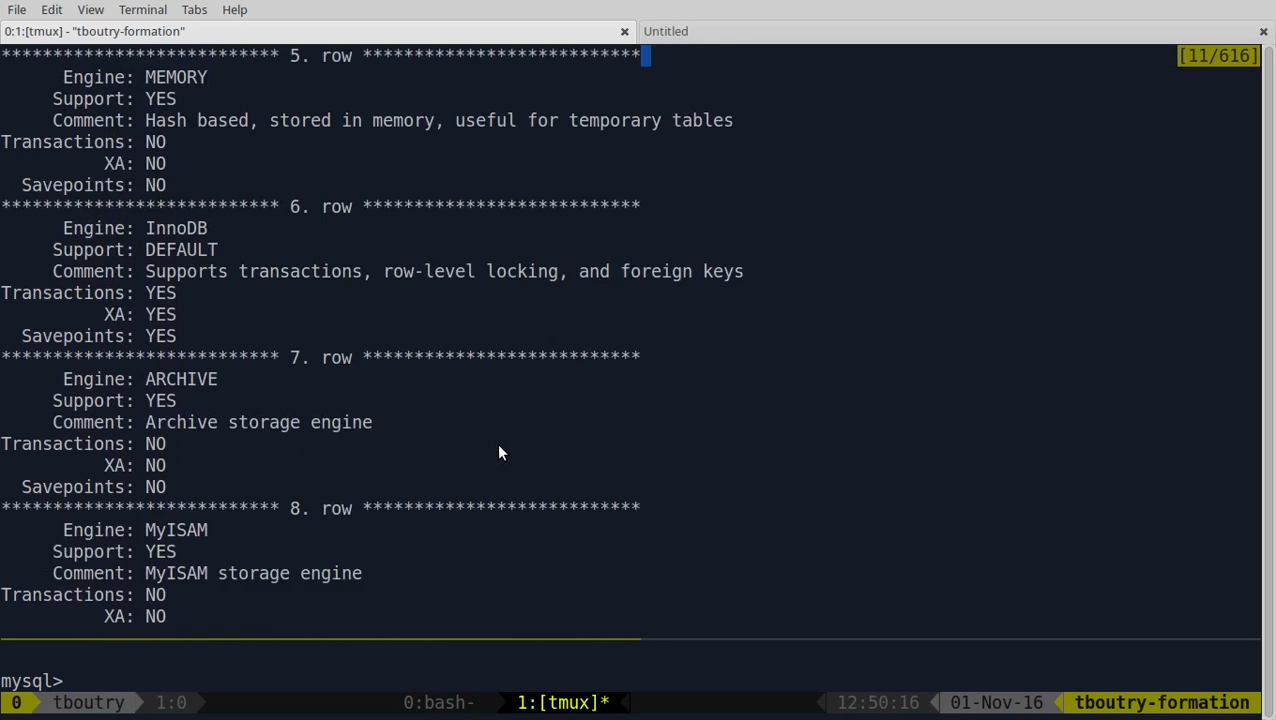 File Edit View Terminal Tabs Help
0:1:[tmux] - "tboutry-formation" Untitled
*************************** 5. row *************************** [11/616]
Engine: MEMORY
Support: YES
Comment: Hash based, stored in memory, useful for temporary tables
Transactions: NO
XA: NO
Savepoints: NO
*************************** 6. row ***************************
Engine: InnoDB
Support: DEFAULT
Comment: Supports transactions, row-level locking, and foreign keys
Transactions: YES
XA: YES
Savepoints: YES
*************************** 7. row ***************************
Engine: ARCHIVE
Support: YES
Comment: Archive storage engine
Transactions: NO
XA: NO
Savepoints: NO
*************************** 8. row ***************************
Engine: MyISAM
Support: YES
Comment: MyISAM storage engine
Transactions: NO
XA: NO
mysql>
0 tboutry 1:0 0:bash- 1:[tmux]* 12:50:16 01-Nov-16 tboutry-formation